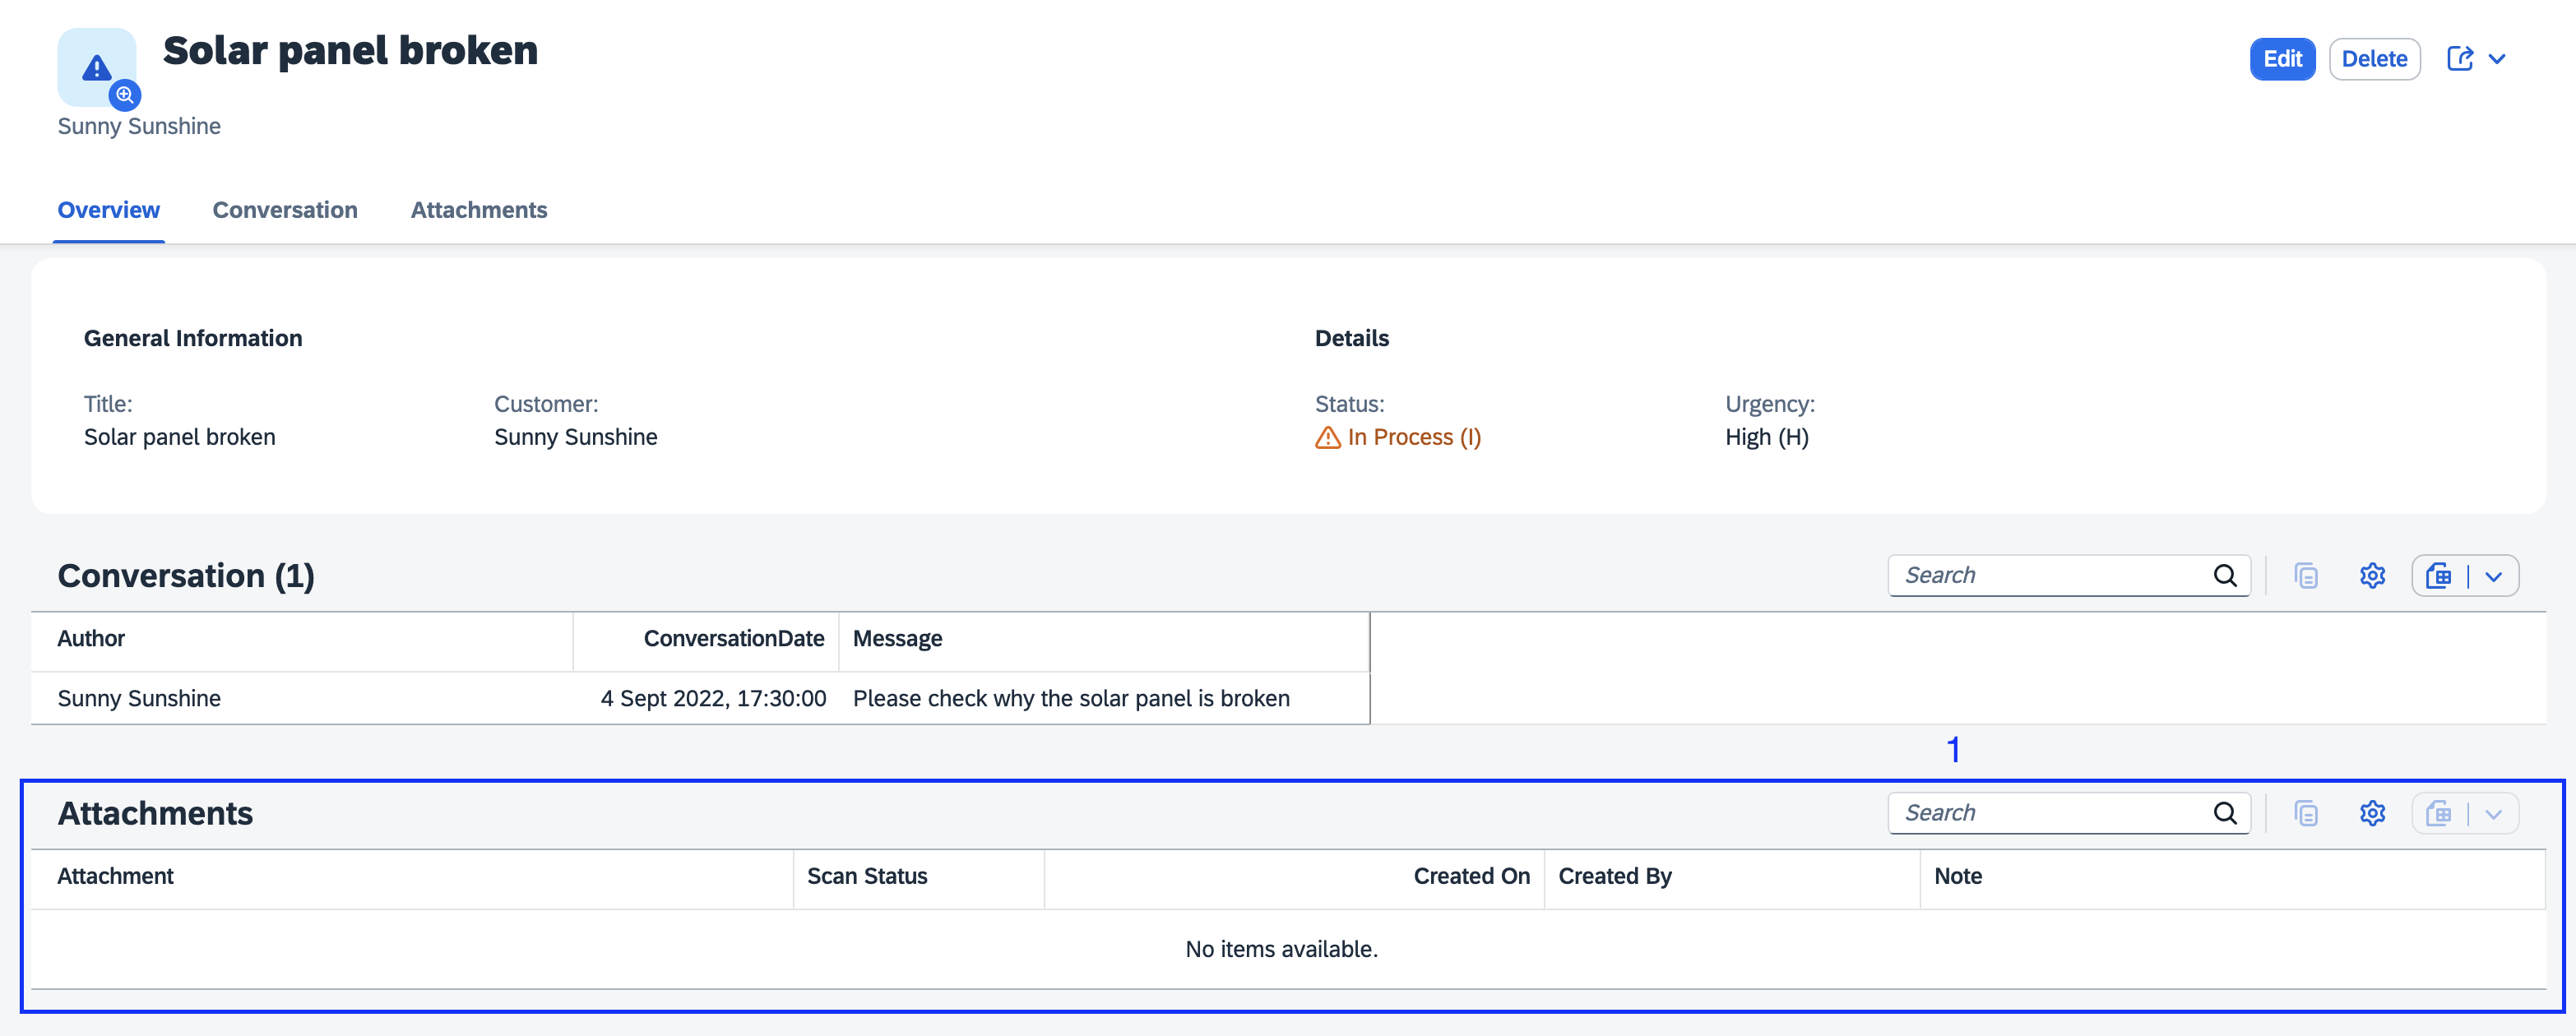 Solar panel broken
Edit Delete
Sunny Sunshine
Overview Conversation Attachments
General Information Details
Title: Customer: Status: Urgency:
Solar panel broken Sunny Sunshine In Process (I) High (H)
Conversation (1) Search
Author ConversationDate Message
Sunny Sunshine 4 Sept 2022, 17:30:00 Please check why the solar panel is broken
1
Attachments Search
Attachment Scan Status Created On Created By Note
No items available.